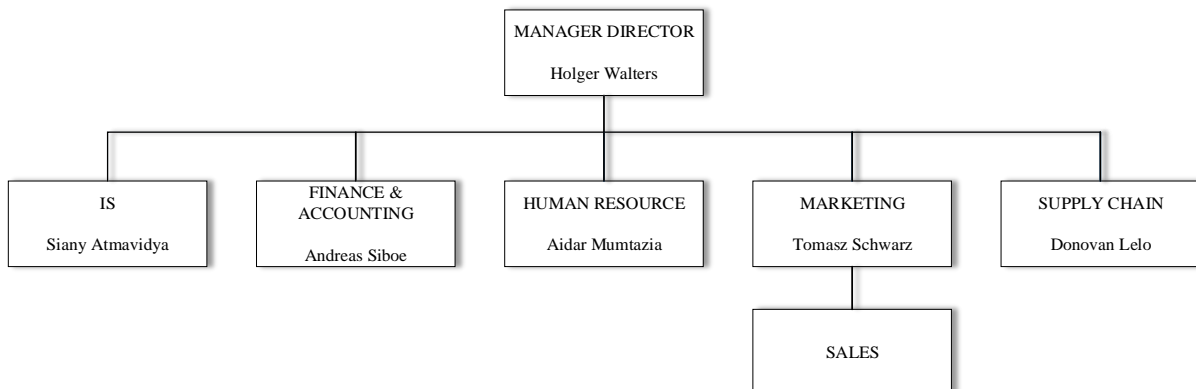 MANAGER DIRECTOR
Holger Walters
IS
Siany Atmavidya
FINANCE &
ACCOUNTING
Andreas Siboe
HUMAN RESOURCE
Aidar Mumtazia
MARKETING
Tomasz Schwarz
SUPPLY CHAIN
Donovan Lelo
SALES